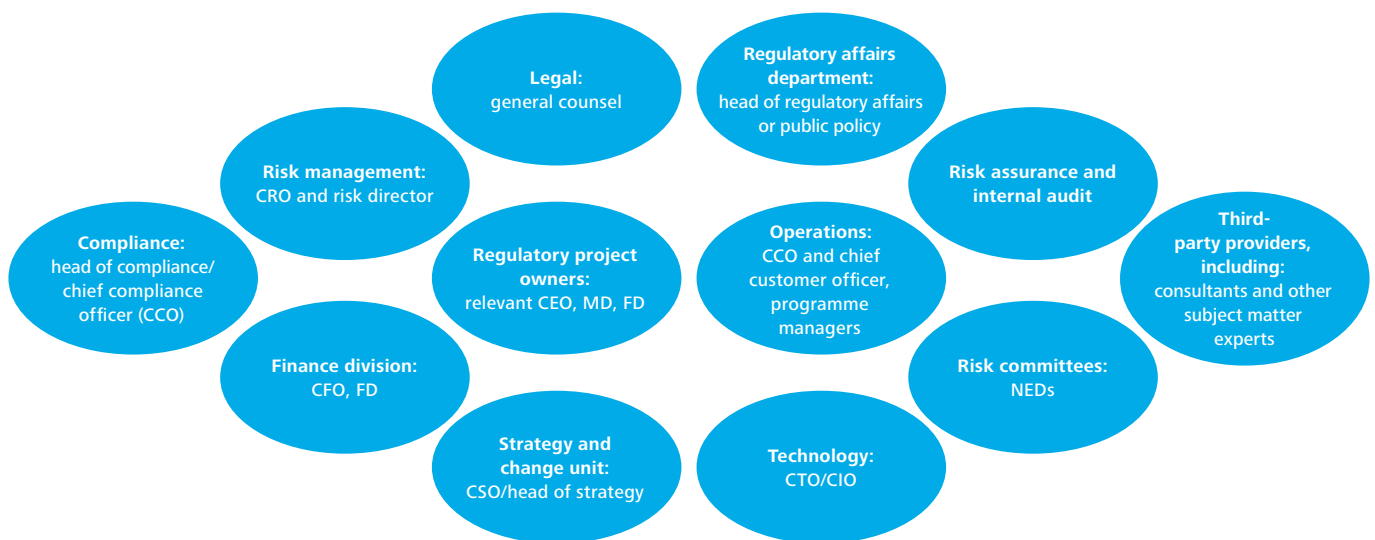 Legal:
general counsel
Regulatory affairs
department:
head of regulatory affairs
or public policy
Risk management:
CRO and risk director
Risk assurance and
internal audit
Compliance:
head of compliance/
chief compliance
officer (CCO)
Regulatory project
owners:
relevant CEO, MD, FD
Operations:
CCO and chief
customer officer,
programme
managers
Third-
party providers,
including:
consultants and other
subject matter
experts
Finance division:
CFO, FD
Risk committees:
NEDs
Strategy and
change unit:
CSO/head of strategy
Technology:
CTO/CIO